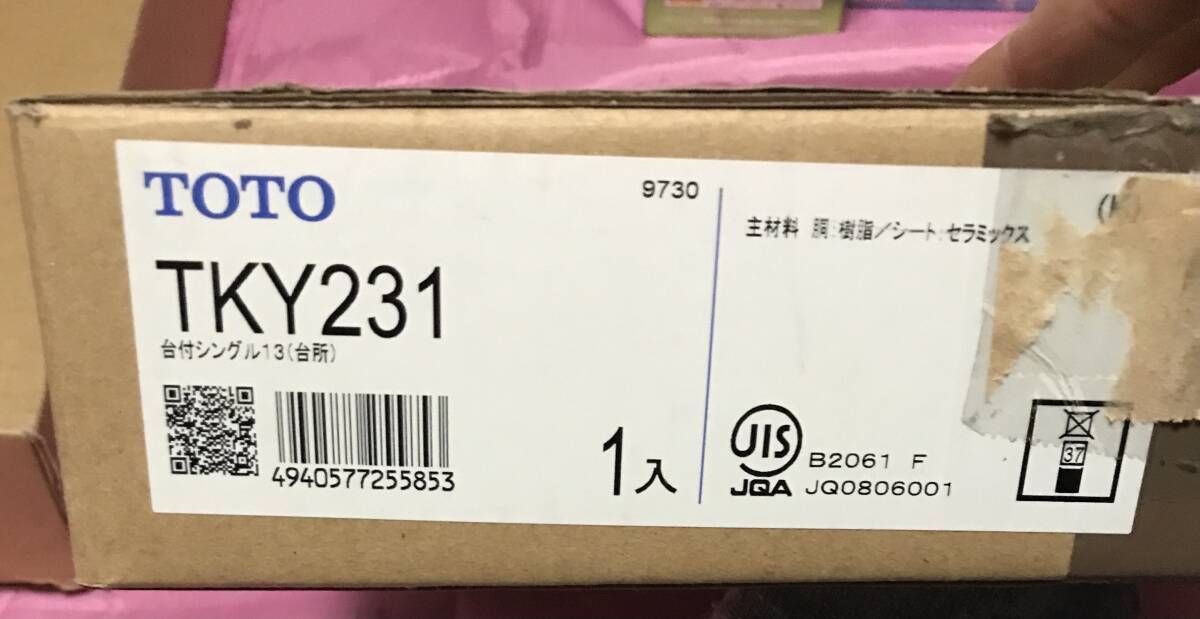 TOTO
9730
TKY231
台付シングル13(台所)
4940577255853
1入
主材料 胴:樹脂/シート:セラミックス
JIS
JQA
B2061 F
JQ0806001
37